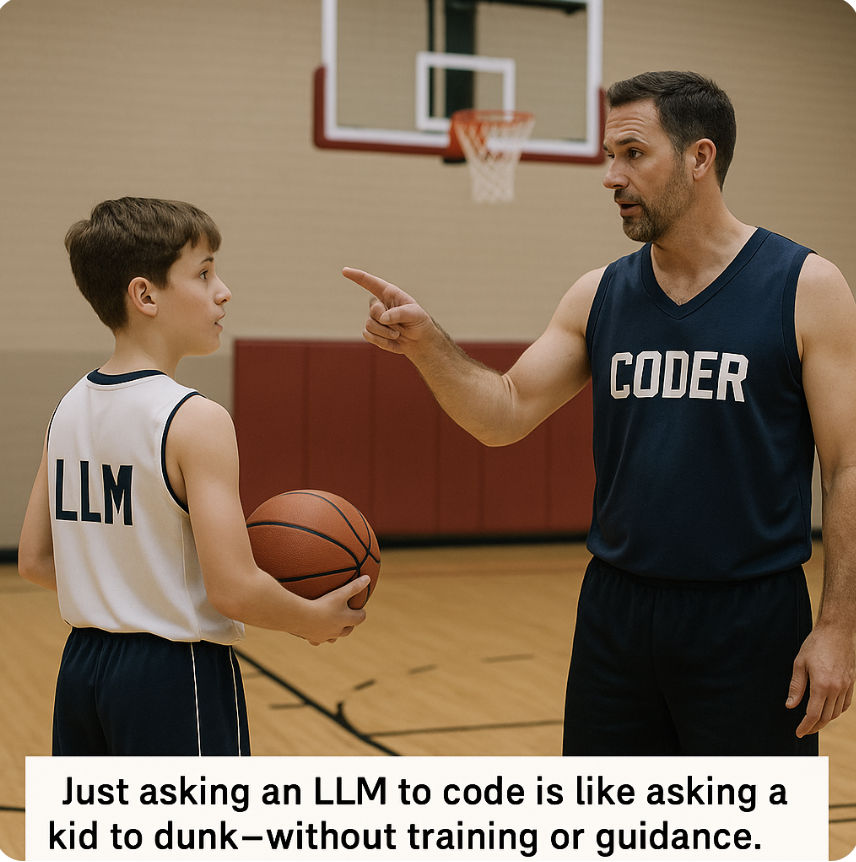 CODER
LLM
Just asking an LLM to code is like asking a
kid to dunk—without training or guidance.